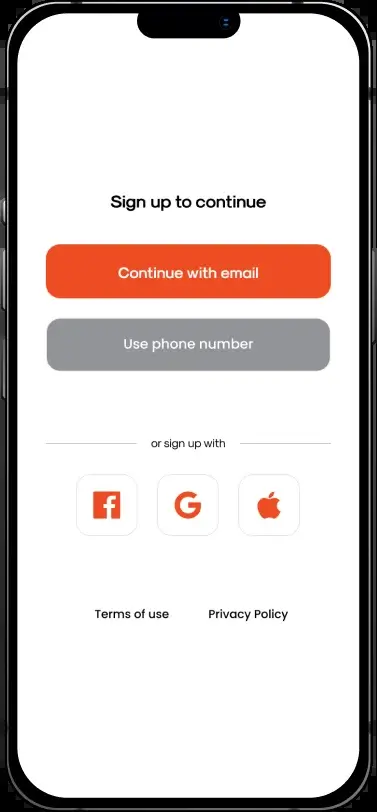 Sign up to continue
Continue with email
Use phone number
or sign up with
Terms of use Privacy Policy